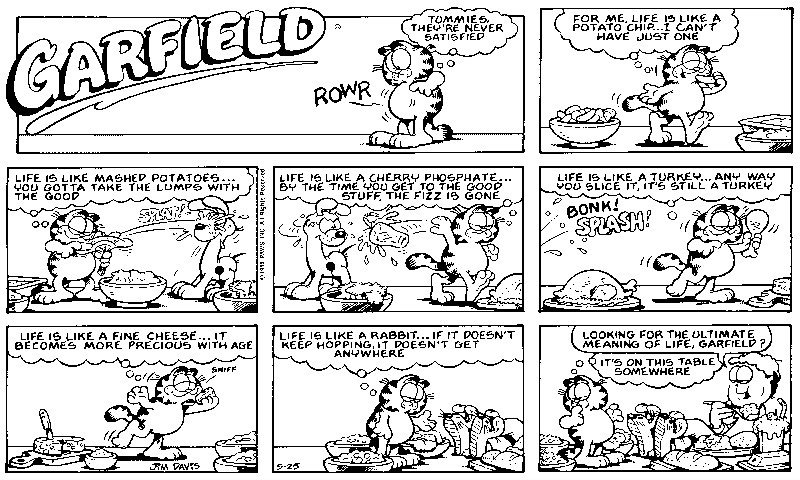 GARFIELD
TUMMIES,
THEY'RE NEVER
SATISFIED
ROWR
FOR ME, LIFE IS LIKE A
POTATO CHIP...I CAN'T
HAVE JUST ONE
LIFE IS LIKE MASHED POTATOES...
YOU GOTTA TAKE THE LUMPS WITH
THE GOOD
SPLAP!
LIFE IS LIKE A CHERRY PHOSPHATE...
BY THE TIME YOU GET TO THE GOOD
STUFF, THE FIZZ IS GONE
LIFE IS LIKE A TURKEY... ANY WAY
YOU SLICE IT, IT'S STILL A TURKEY
BONK!
SPLASH!
LIFE IS LIKE A FINE CHEESE... IT
BECOMES MORE PRECIOUS WITH AGE
SNIFF
JIM DAVIS
LIFE IS LIKE A RABBIT... IF IT DOESN'T
KEEP HOPPING, IT DOESN'T GET
ANYWHERE
5-25
LOOKING FOR THE ULTIMATE
MEANING OF LIFE, GARFIELD?
IT'S ON THIS TABLE
SOMEWHERE